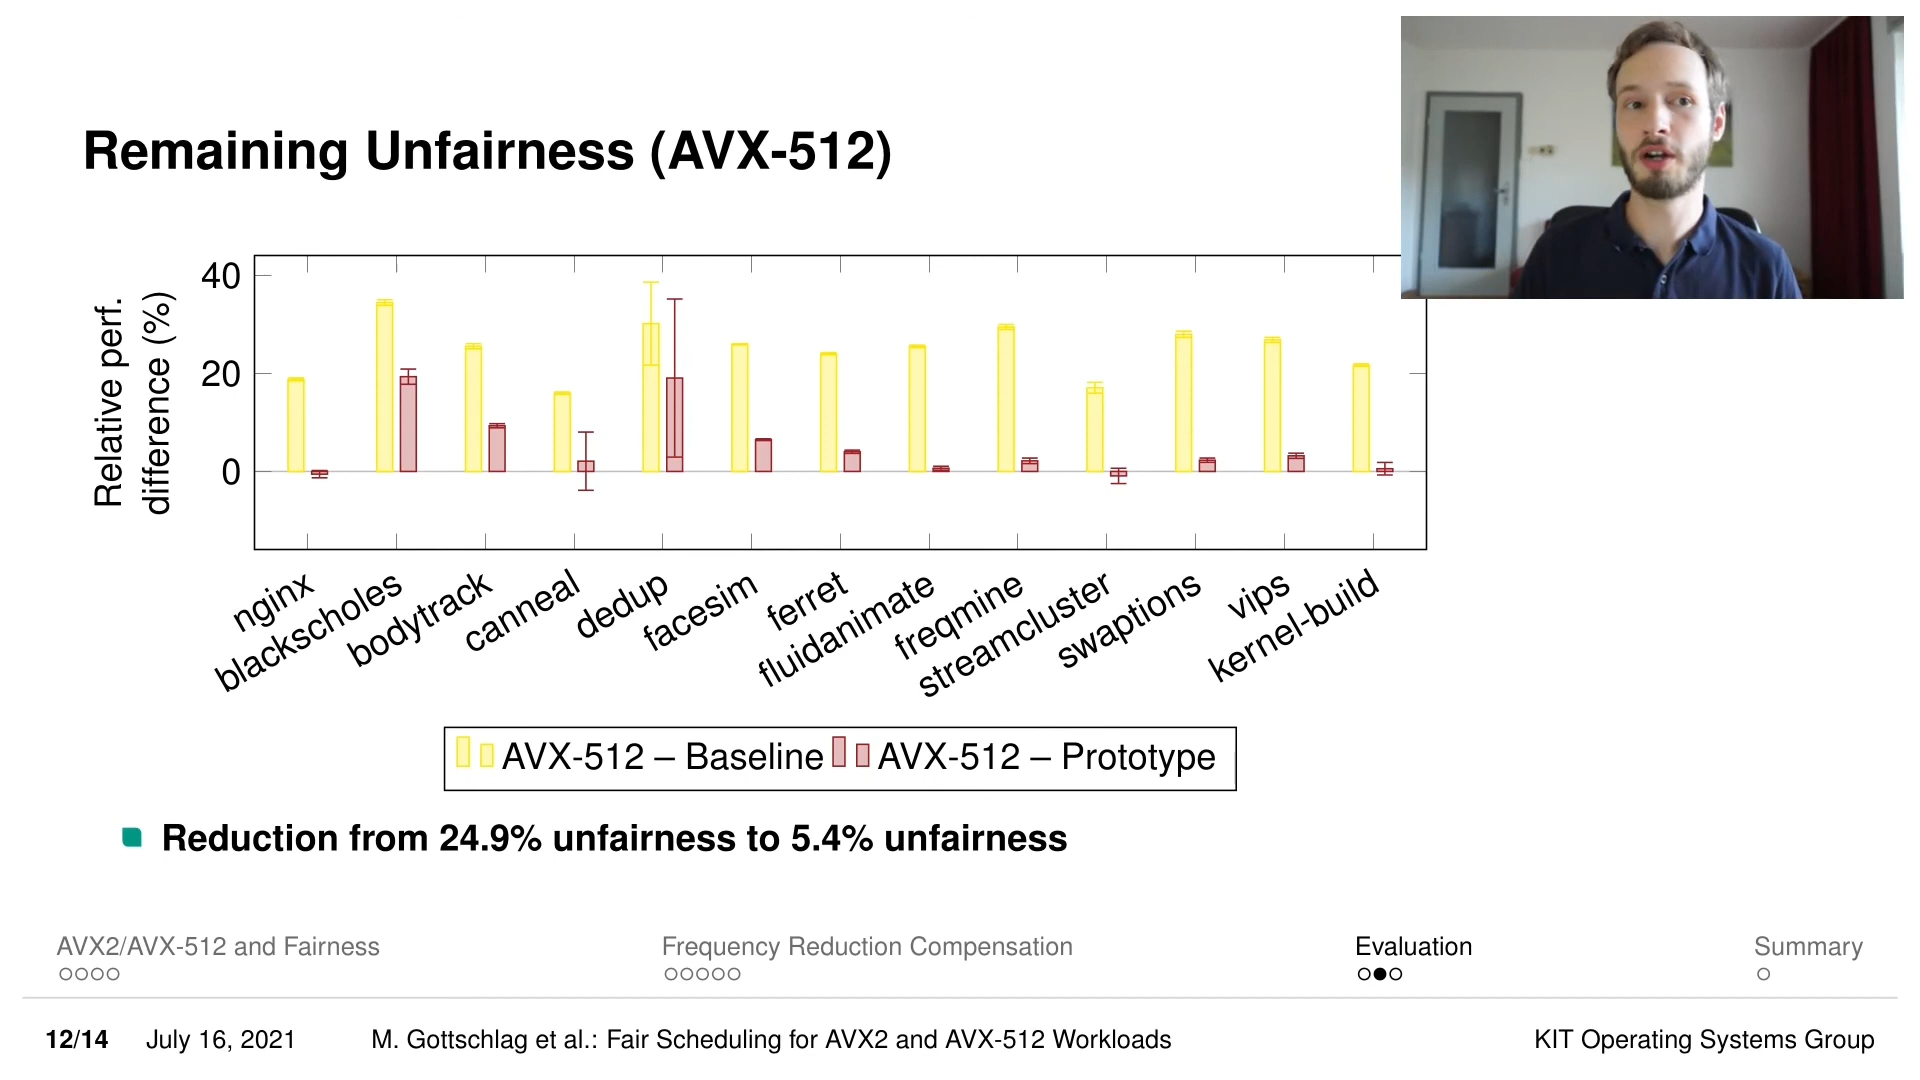 Remaining Unfairness (AVX-512)
Relative perf.
difference (%)
40
20
0
nginx
blackscholes
bodytrack
canneal
dedup
facesim
ferret
fluidanimate
freqmine
streamcluster
swaptions
vips
kernel-build
AVX-512 – Baseline AVX-512 – Prototype
Reduction from 24.9% unfairness to 5.4% unfairness
AVX2/AVX-512 and Fairness Frequency Reduction Compensation Evaluation Summary
12/14 July 16, 2021 M. Gottschlag et al.: Fair Scheduling for AVX2 and AVX-512 Workloads KIT Operating Systems Group